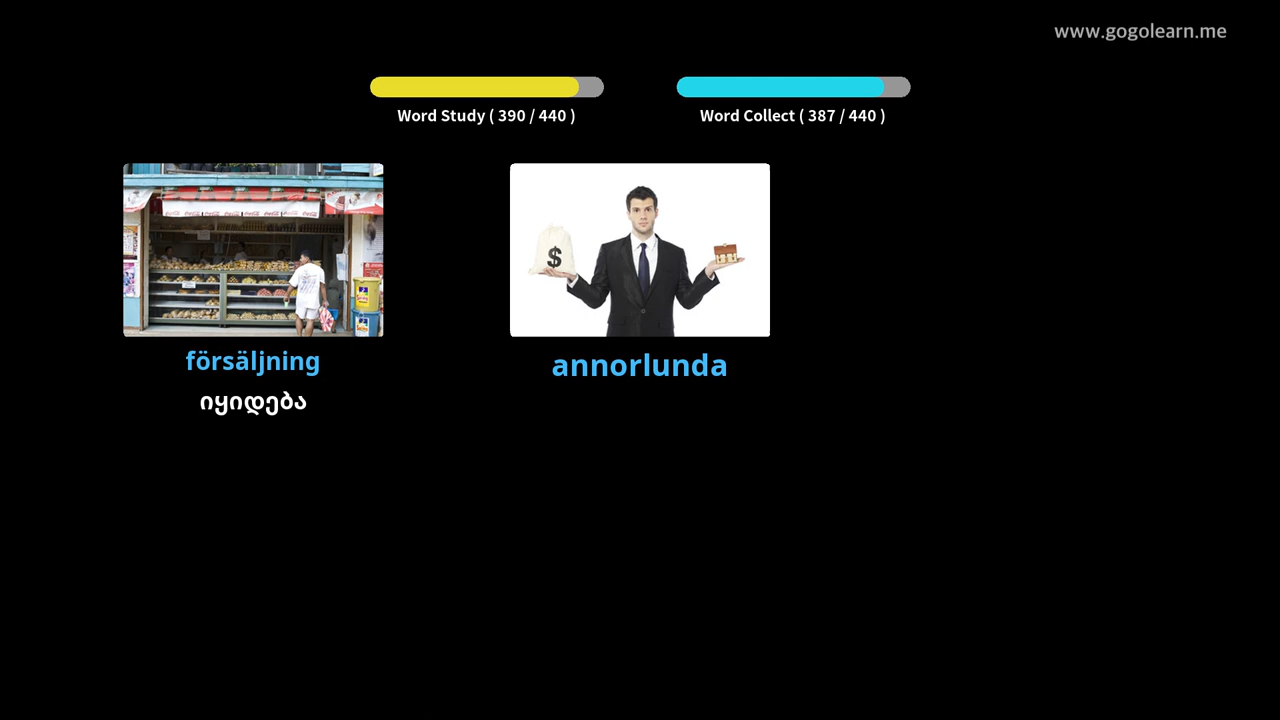 www.gogolearn.me
Word Study ( 390 / 440 )
Word Collect ( 387 / 440 )
$
försäljning
annorlunda
იყიდება